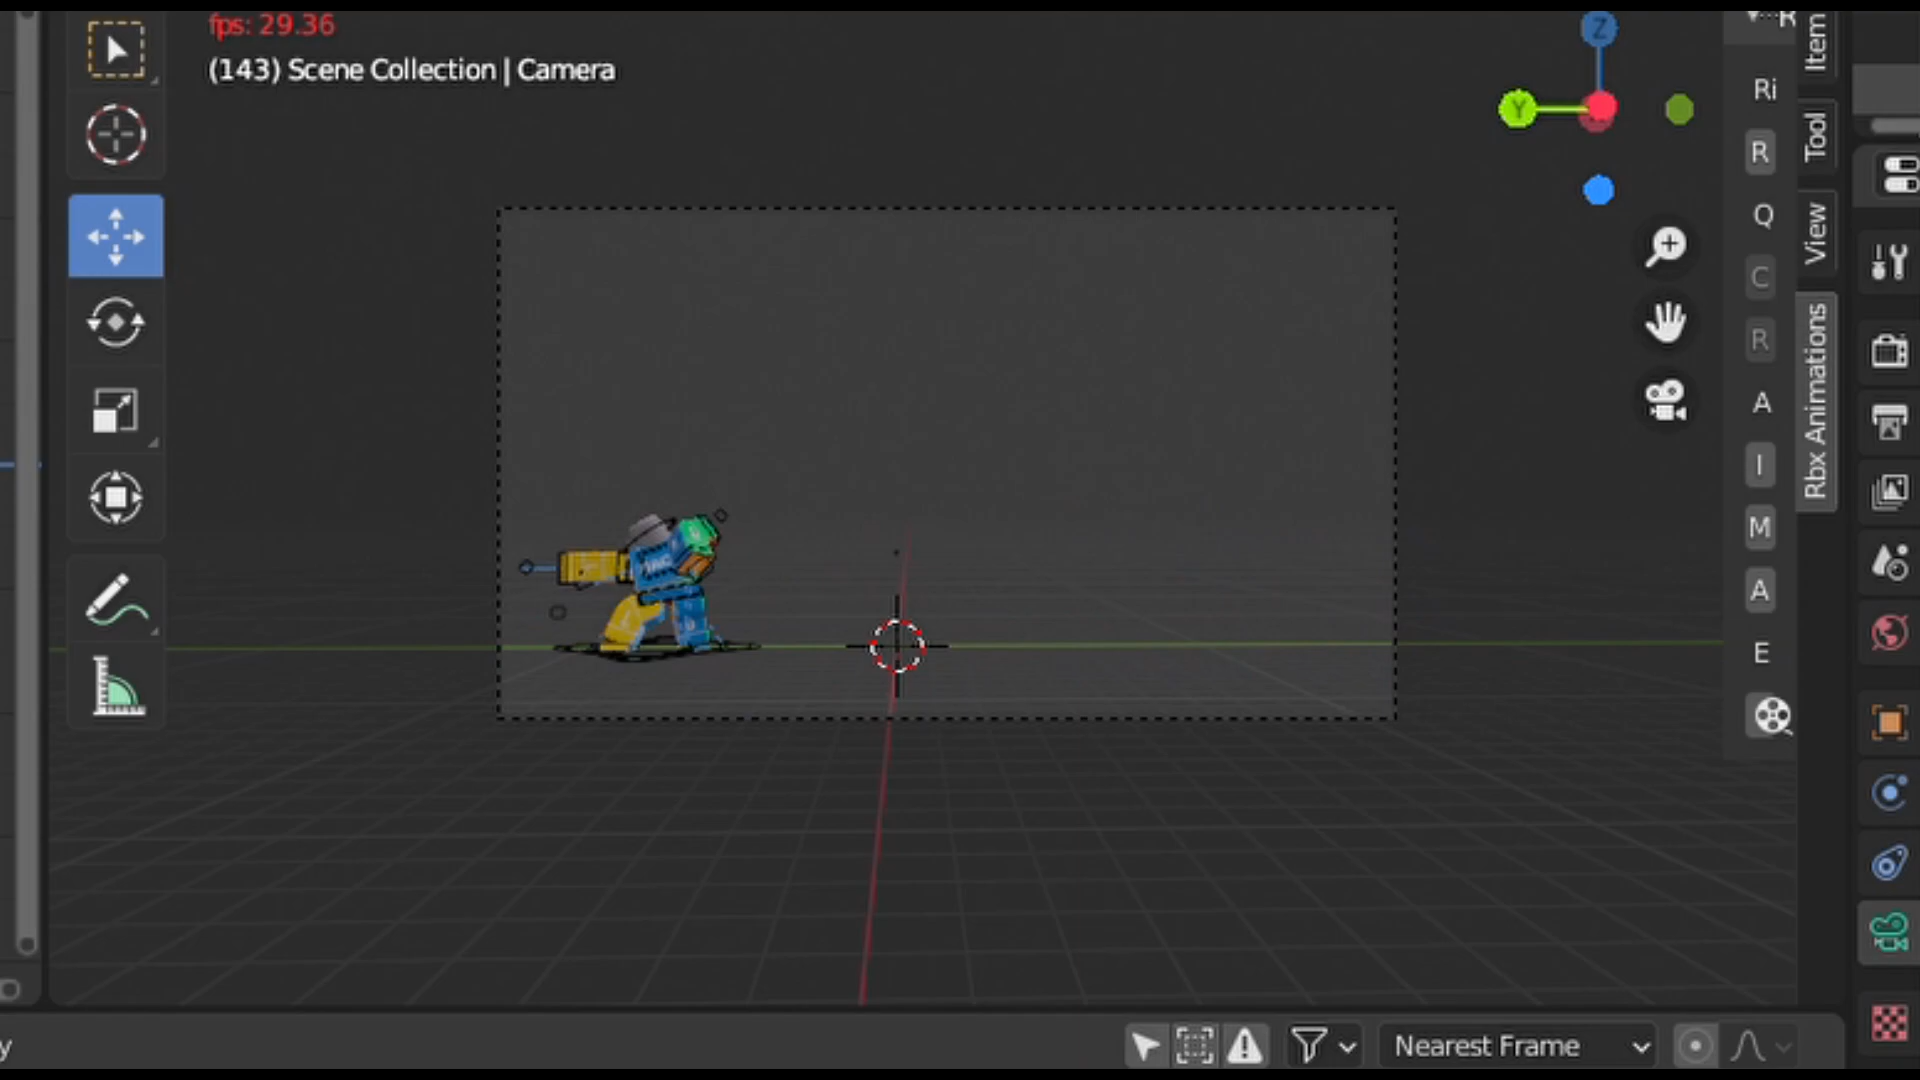 fps: 29.36
(143) Scene Collection | Camera
Z
Y
R
Ri
R
Q
C
R
A
I
M
A
E
Item
Tool
View
Rbx Animations
y
Nearest Frame